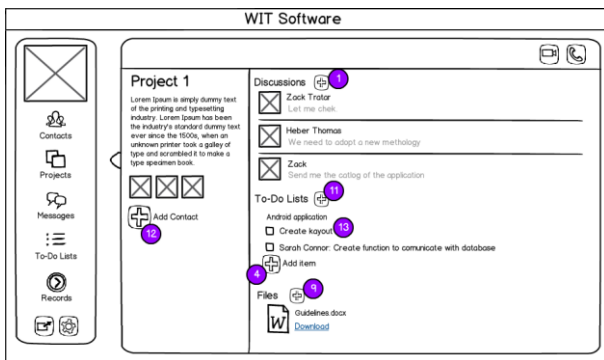 WIT Software
Contacts
Projects
Messages
To-Do Lists
Records
Project 1
Lorem Ipsum is simply dummy text
of the printing and typesetting
industry. Lorem Ipsum has been
the industry's standard dummy text
ever since the 1500s, when an
unknown printer took a galley of
type and scrambled it to make a
type specimen book.
Add Contact
12
Discussions
1
Zack Tratar
Let me chek.
Heber Thomas
We need to adopt a new methology
Zack
Send me the catlog of the application
To-Do Lists
11
Android application
Create kayout
13
Sarah Connor: Create function to comunicate with database
Add item
4
Files
9
W
Guidelines.docx
Download